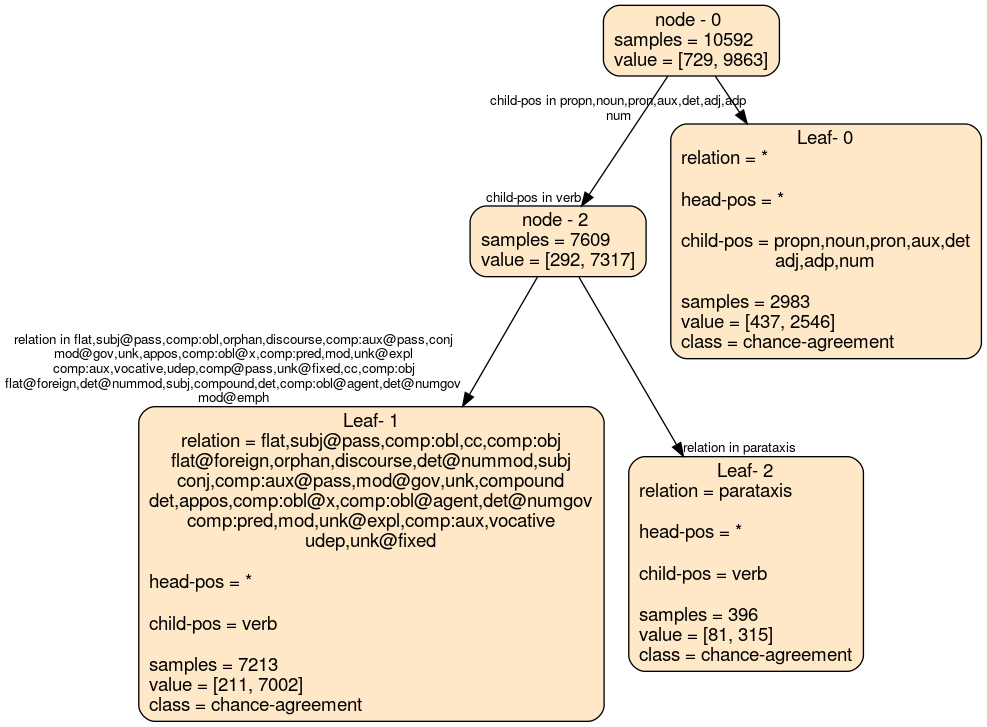 node - 0
samples = 10592
value = [729, 9863]
child-pos in propn,noun,pron,aux,det,adj,adp
num
Leaf- 0
relation = *
head-pos = *
child-pos = propn,noun,pron,aux,det
adj,adp,num
samples = 2983
value = [437, 2546]
class = chance-agreement
child-pos in verb
node - 2
samples = 7609
value = [292, 7317]
relation in flat,subj@pass,comp:obl,orphan,discourse,comp:aux@pass,conj
mod@gov,unk,appos,comp:obl@x,comp:pred,mod,unk@expl
comp:aux,vocative,udep,comp@pass,unk@fixed,cc,comp:obj
flat@foreign,det@nummod,subj,compound,det,comp:obl@agent,det@numgov
mod@emph
Leaf- 1
relation = flat,subj@pass,comp:obl,cc,comp:obj
flat@foreign,orphan,discourse,det@nummod,subj
conj,comp:aux@pass,mod@gov,unk,compound
det,appos,comp:obl@x,comp:obl@agent,det@numgov
comp:pred,mod,unk@expl,comp:aux,vocative
udep,unk@fixed
head-pos = *
child-pos = verb
samples = 7213
value = [211, 7002]
class = chance-agreement
relation in parataxis
Leaf- 2
relation = parataxis
head-pos = *
child-pos = verb
samples = 396
value = [81, 315]
class = chance-agreement